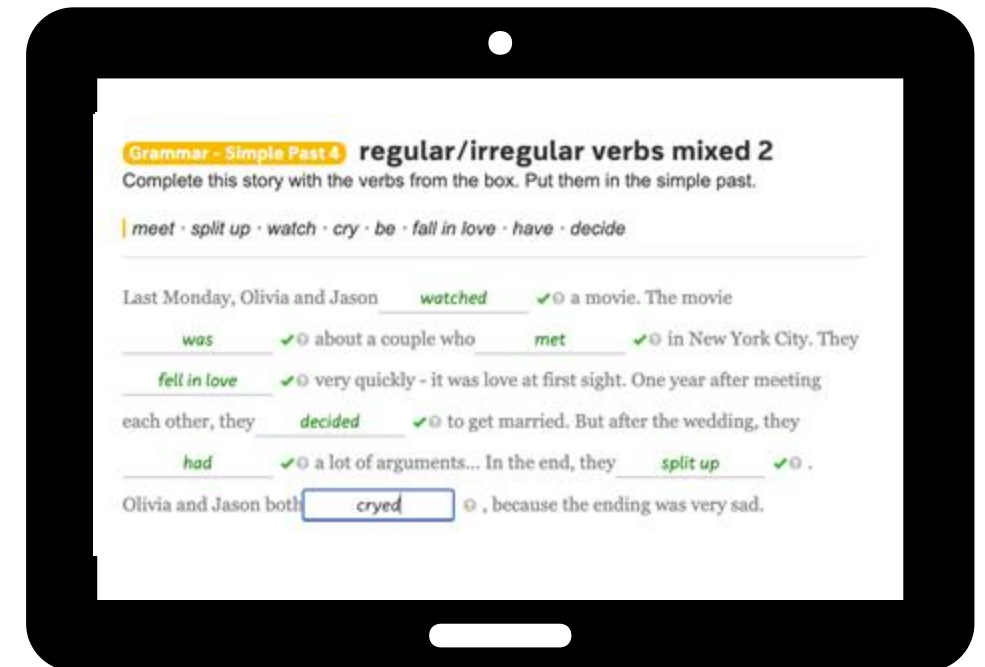 Grammar - Simple Past 4 regular/irregular verbs mixed 2
Complete this story with the verbs from the box. Put them in the simple past.
meet · split up · watch · cry · be · fall in love · have · decide
Last Monday, Olivia and Jason watched ✔ a movie. The movie
was ✔ about a couple who met ✔ in New York City. They
fell in love ✔ very quickly - it was love at first sight. One year after meeting
each other, they decided ✔ to get married. But after the wedding, they
had ✔ a lot of arguments... In the end, they split up ✔ .
Olivia and Jason both cryed , because the ending was very sad.